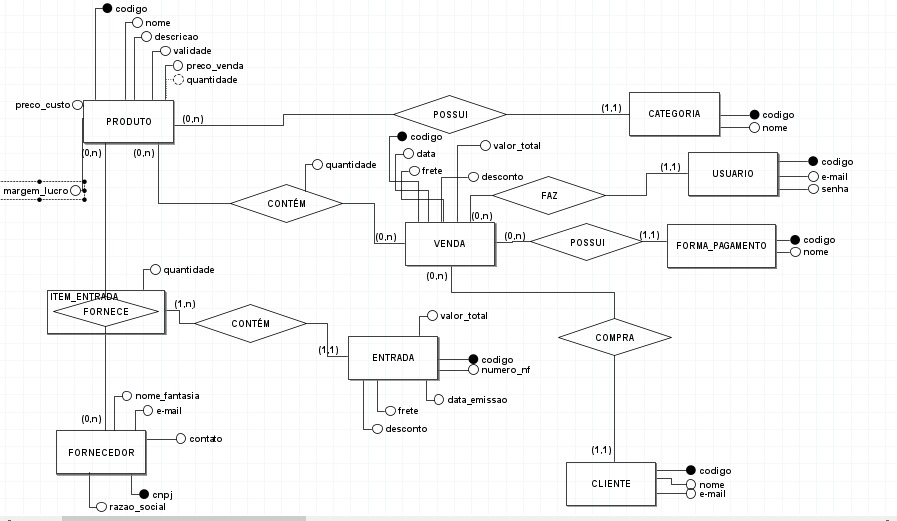 codigo
nome
descricao
validade
preco_venda
quantidade
preco_custo
PRODUTO
(0,n)
(0,n)
(0,n)
margem_lucro
POSSUI
(1,1)
CATEGORIA
codigo
nome
quantidade
CONTÉM
(0,n)
codigo
data
frete
valor_total
desconto
(0,n)
VENDA
(0,n)
(0,n)
FAZ
(1,1)
USUARIO
codigo
e-mail
senha
POSSUI
(1,1)
FORMA_PAGAMENTO
codigo
nome
quantidade
ITEM_ENTRADA
FORNECE
(1,n)
CONTÉM
(1,1)
valor_total
ENTRADA
codigo
numero_nf
data_emissao
frete
desconto
COMPRA
(1,1)
CLIENTE
codigo
nome
e-mail
(0,n)
nome_fantasia
e-mail
contato
FORNECEDOR
cnpj
razao_social